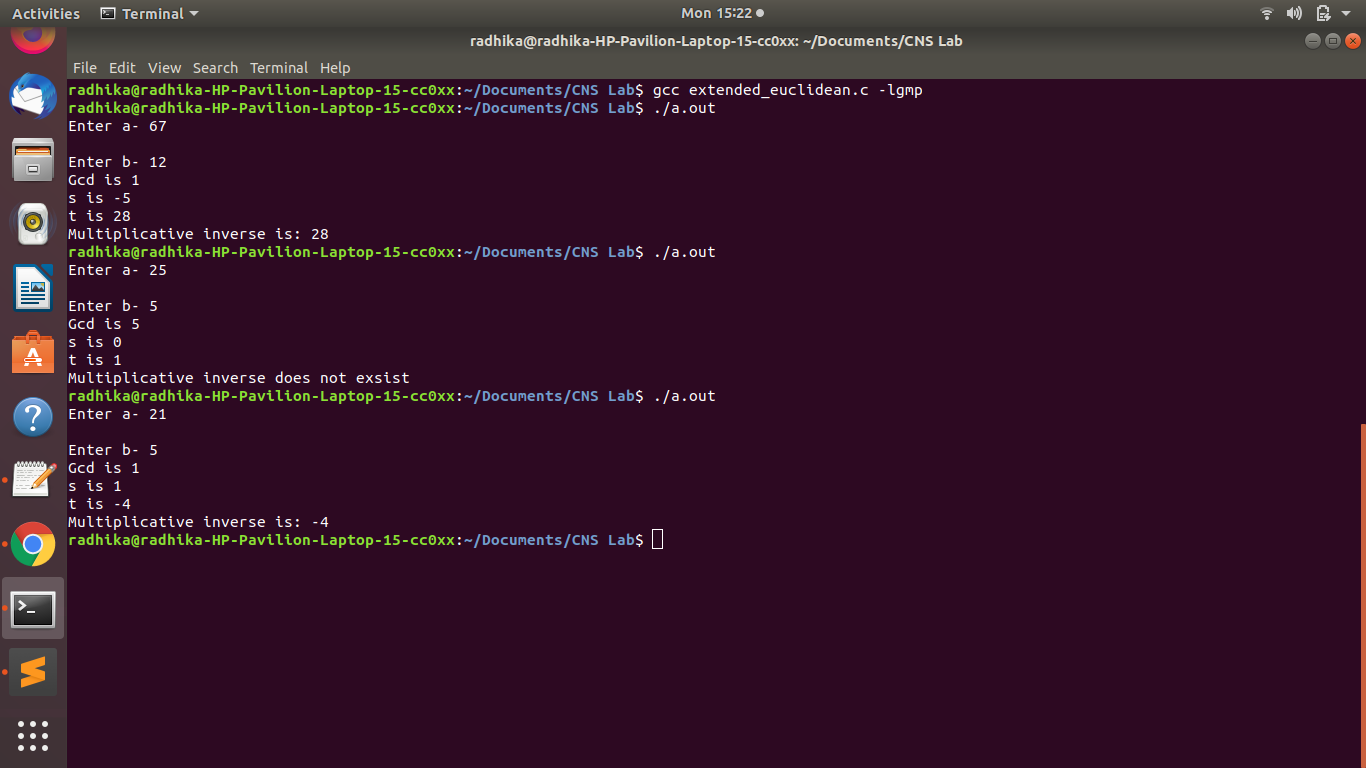 Activities Terminal Mon 15:22
radhika@radhika-HP-Pavilion-Laptop-15-cc0xx: ~/Documents/CNS Lab
File Edit View Search Terminal Help
radhika@radhika-HP-Pavilion-Laptop-15-cc0xx:~/Documents/CNS Lab$ gcc extended_euclidean.c -lgmp
radhika@radhika-HP-Pavilion-Laptop-15-cc0xx:~/Documents/CNS Lab$ ./a.out
Enter a- 67
Enter b- 12
Gcd is 1
s is -5
t is 28
Multiplicative inverse is: 28
radhika@radhika-HP-Pavilion-Laptop-15-cc0xx:~/Documents/CNS Lab$ ./a.out
Enter a- 25
Enter b- 5
Gcd is 5
s is 0
t is 1
Multiplicative inverse does not exsist
radhika@radhika-HP-Pavilion-Laptop-15-cc0xx:~/Documents/CNS Lab$ ./a.out
Enter a- 21
Enter b- 5
Gcd is 1
s is 1
t is -4
Multiplicative inverse is: -4
radhika@radhika-HP-Pavilion-Laptop-15-cc0xx:~/Documents/CNS Lab$